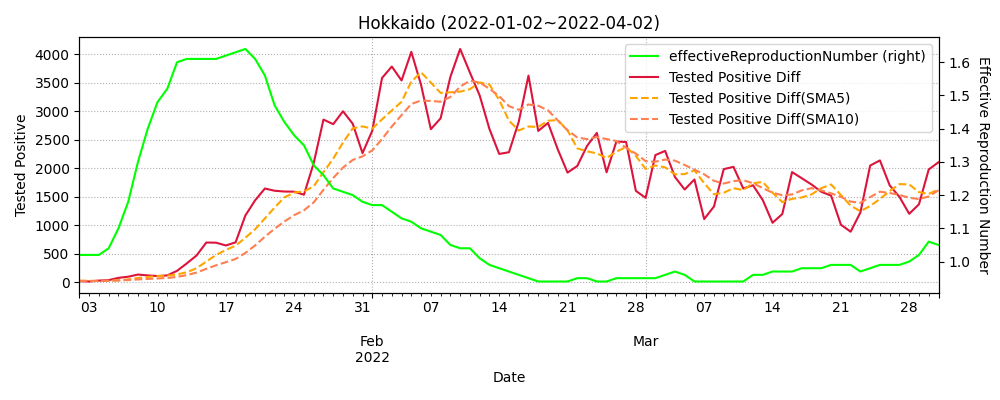 Hokkaido (2022-01-02~2022-04-02)
effectiveReproductionNumber (right)
Tested Positive Diff
Tested Positive Diff(SMA5)
Tested Positive Diff(SMA10)
Tested Positive
4000
3500
3000
2500
2000
1500
1000
500
0
1.6
1.5
1.4
1.3
1.2
1.1
1.0
Effective Reproduction Number
03 10 17 24 31 07 14 21 28 07 14 21 28
Feb Mar
2022
Date